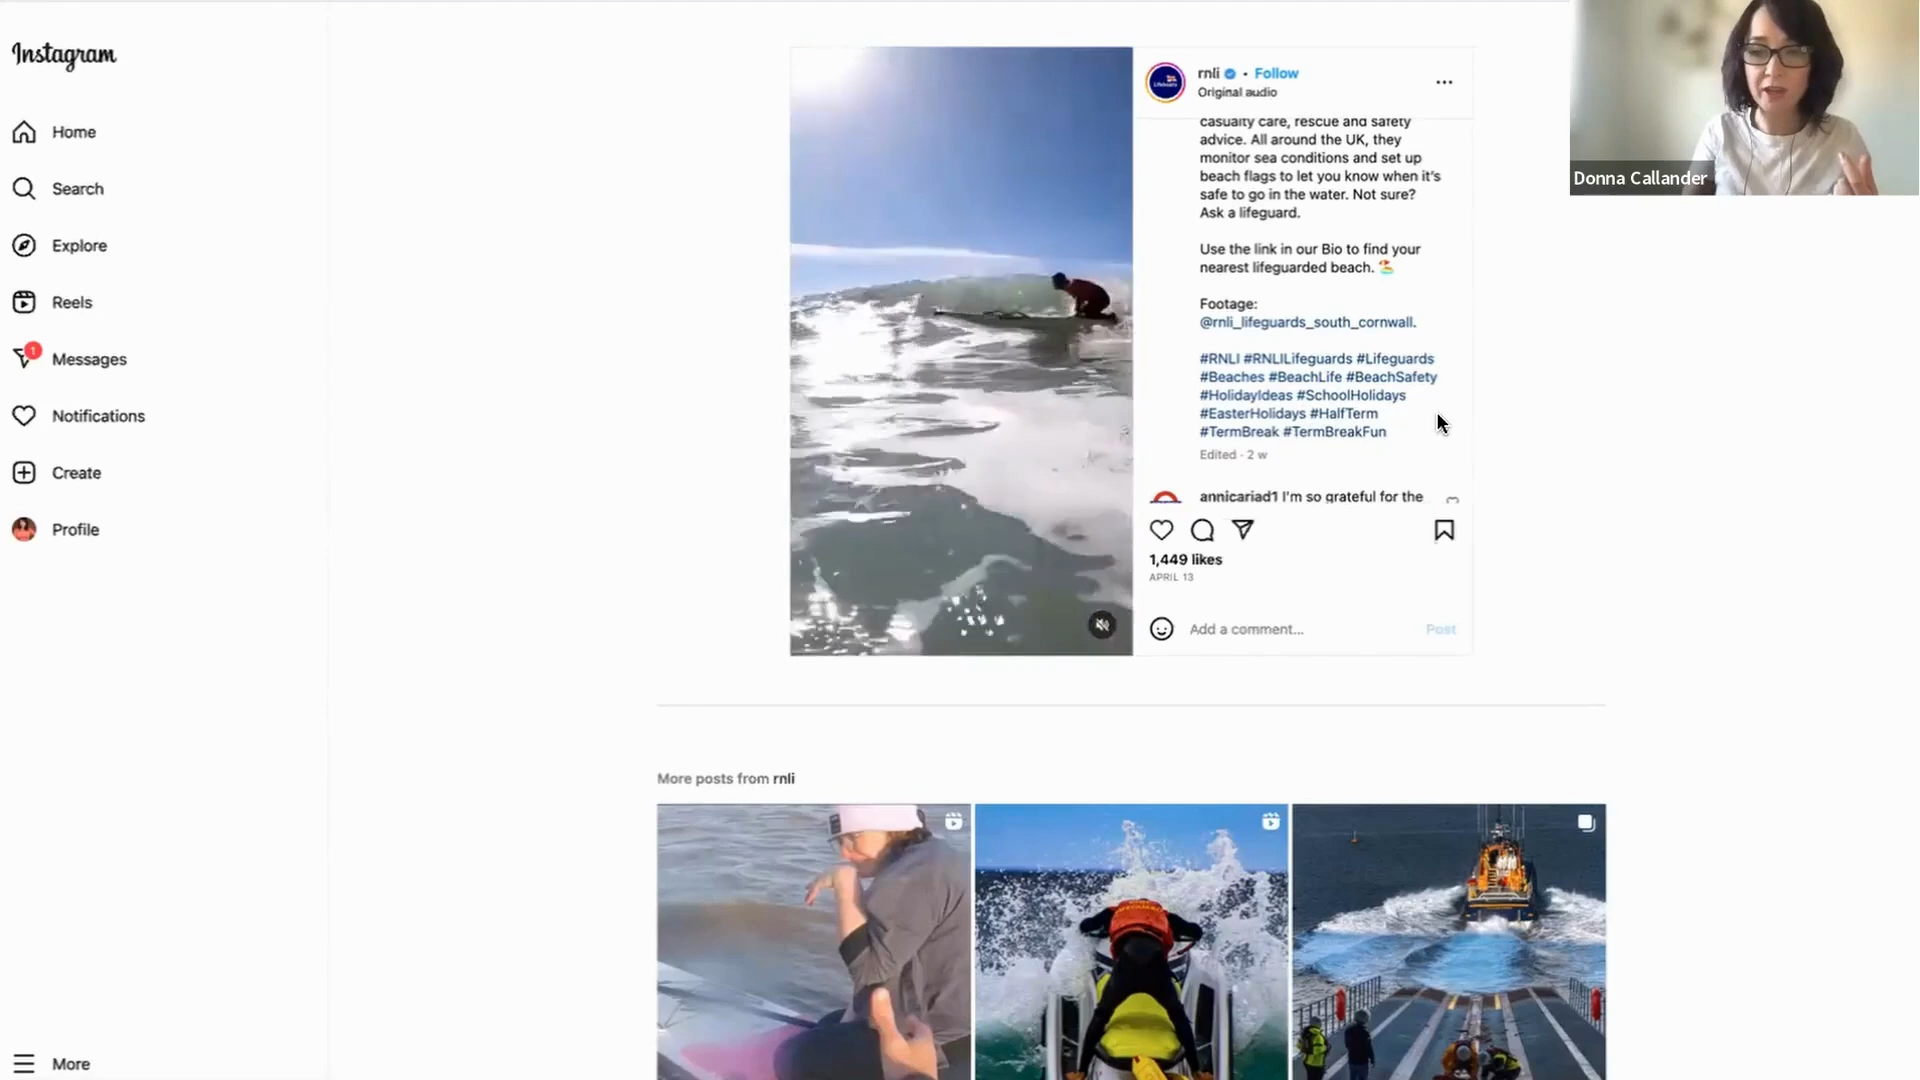 Instagram
Home
Search
Explore
Reels
1
Messages
Notifications
Create
Profile
More
rnli • Follow
Original audio
casualty care, rescue and safety
advice. All around the UK, they
monitor sea conditions and set up
beach flags to let you know when it's
safe to go in the water. Not sure?
Ask a lifeguard.
Use the link in our Bio to find your
nearest lifeguarded beach.
Footage:
@rnli_lifeguards_south_cornwall.
#RNLI #RNLILifeguards #Lifeguards
#Beaches #BeachLife #BeachSafety
#HolidayIdeas #SchoolHolidays
#EasterHolidays #HalfTerm
#TermBreak #TermBreakFun
Edited · 2 w
annicariad1 I'm so grateful for the
1,449 likes
APRIL 13
Add a comment...
Post
More posts from rnli
Donna Callander